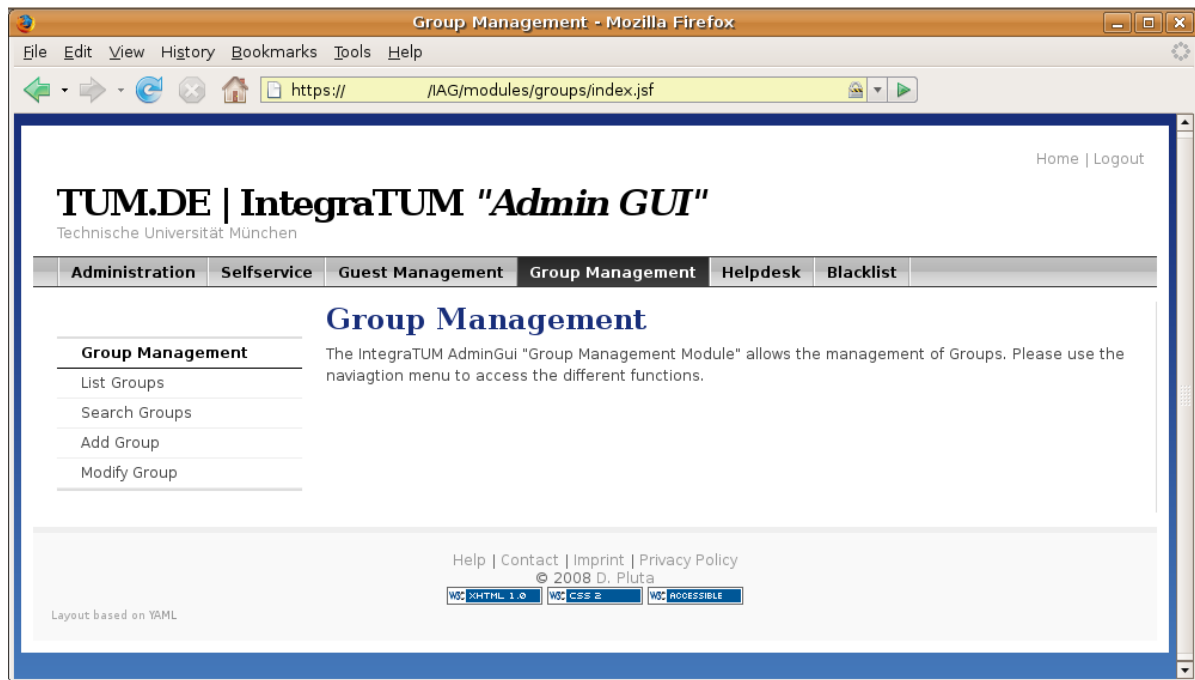 Group Management - Mozilla Firefox
File Edit View History Bookmarks Tools Help
https:// /IAG/modules/groups/index.jsf
Home | Logout
TUM.DE | IntegraTUM "Admin GUI"
Technische Universität München
Administration Selfservice Guest Management Group Management Helpdesk Blacklist
Group Management
List Groups
Search Groups
Add Group
Modify Group
Group Management
The IntegraTUM AdminGui "Group Management Module" allows the management of Groups. Please use the
naviagtion menu to access the different functions.
Help | Contact | Imprint | Privacy Policy
© 2008 D. Pluta
W3C XHTML 1.0 W3C CSS 2 W3C ACCESSIBLE
Layout based on YAML